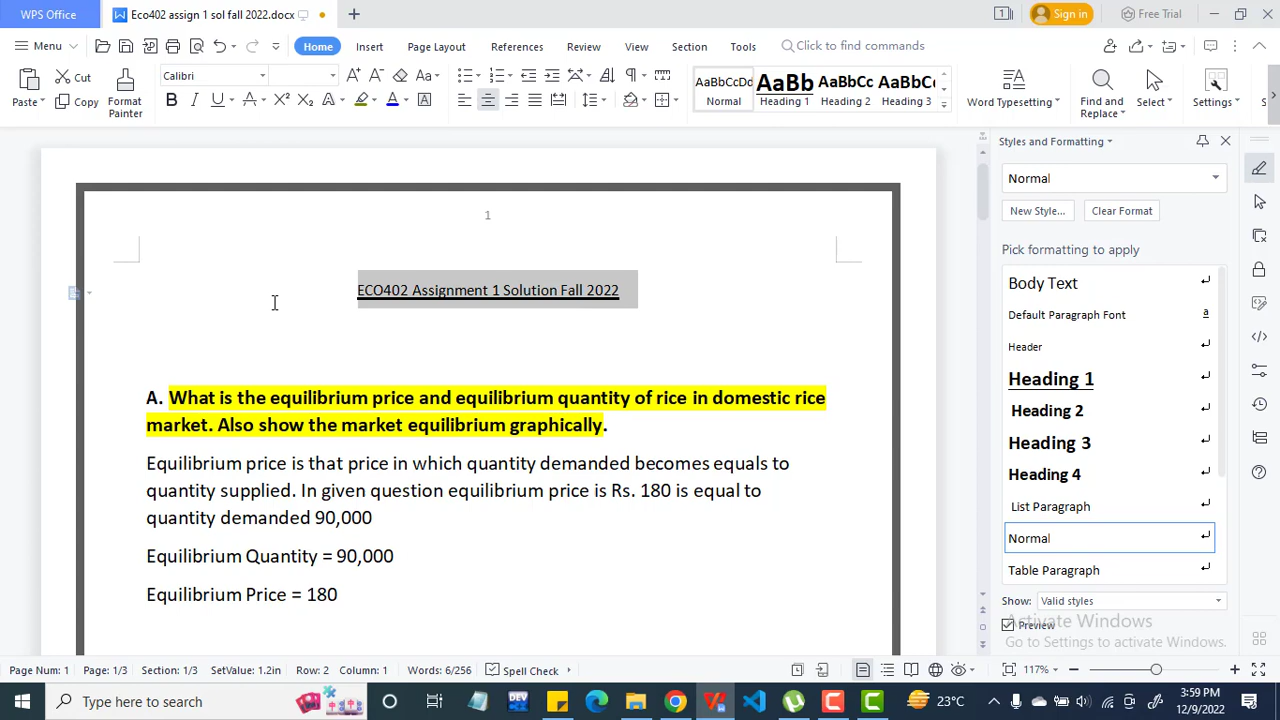 WPS Office
Eco402 assign 1 sol fall 2022.docx
Sign in
Free Trial
Menu
Home
Insert
Page Layout
References
Review
View
Section
Tools
Click to find commands
Paste
Cut
Copy
Format Painter
Calibri
AaBbCcDd
Normal
AaBb
Heading 1
AaBbCc
Heading 2
AaBbC
Heading 3
Word Typesetting
Find and Replace
Select
Settings
Styles and Formatting
Normal
New Style...
Clear Format
Pick formatting to apply
Body Text
Default Paragraph Font
Header
Heading 1
Heading 2
Heading 3
Heading 4
List Paragraph
Normal
Table Paragraph
Show: Valid styles
Preview
Activate Windows
Go to Settings to activate Windows.
1
ECO402 Assignment 1 Solution Fall 2022
A. What is the equilibrium price and equilibrium quantity of rice in domestic rice
market. Also show the market equilibrium graphically.
Equilibrium price is that price in which quantity demanded becomes equals to
quantity supplied. In given question equilibrium price is Rs. 180 is equal to
quantity demanded 90,000
Equilibrium Quantity = 90,000
Equilibrium Price = 180
Page Num: 1 Page: 1/3 Section: 1/3 SetValue: 1.2in Row: 2 Column: 1 Words: 6/256 Spell Check
117%
Type here to search
DEV
23°C
3:59 PM
12/9/2022